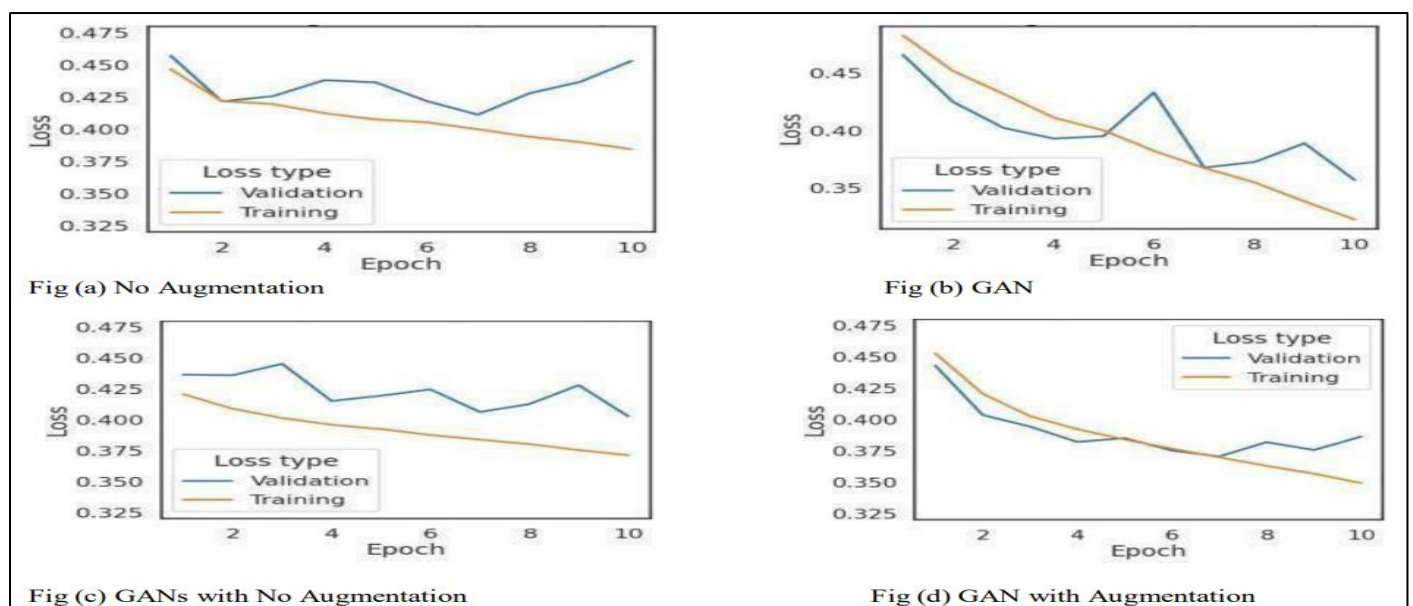 0.475
0.450
0.425
0.400
0.375
0.350
0.325
Loss
Loss type
Validation
Training
2 4 6 8 10
Epoch
Fig (a) No Augmentation
0.45
0.40
0.35
Loss
Loss type
Validation
Training
2 4 6 8 10
Epoch
Fig (b) GAN
0.475
0.450
0.425
0.400
0.375
0.350
0.325
Loss
Loss type
Validation
Training
2 4 6 8 10
Epoch
Fig (c) GANs with No Augmentation
0.475
0.450
0.425
0.400
0.375
0.350
0.325
Loss
Loss type
Validation
Training
2 4 6 8 10
Epoch
Fig (d) GAN with Augmentation